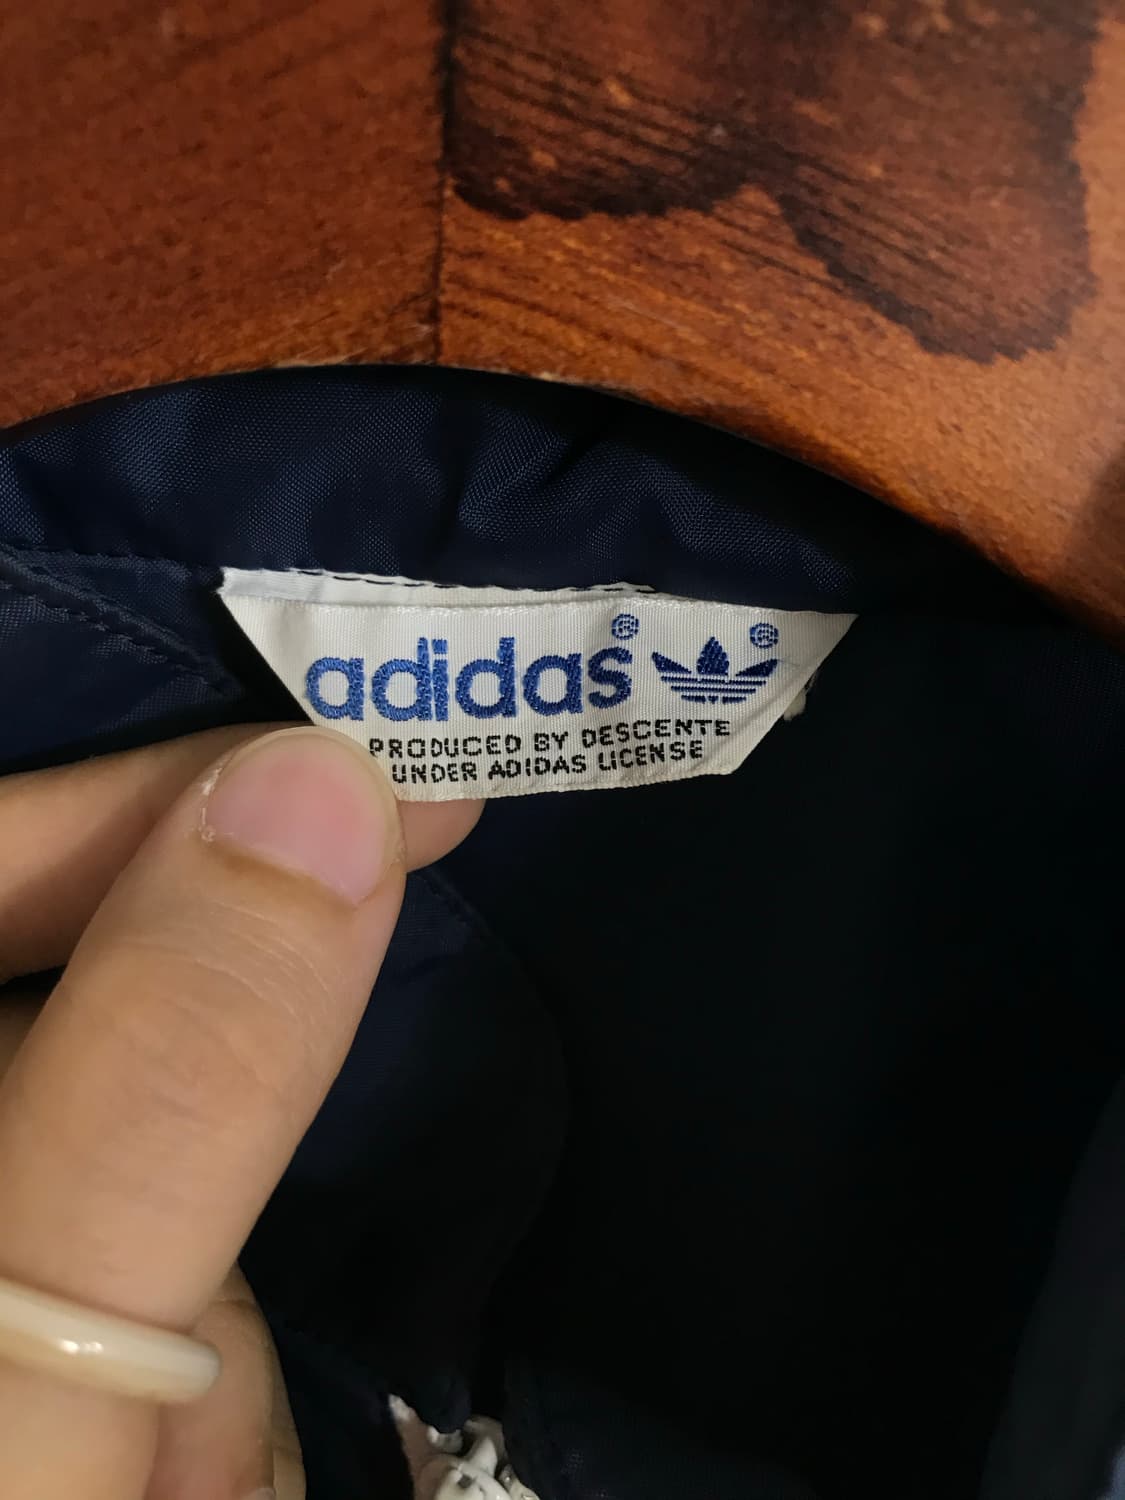 adidas® ®
PRODUCED BY DESCENTE
UNDER ADIDAS LICENSE